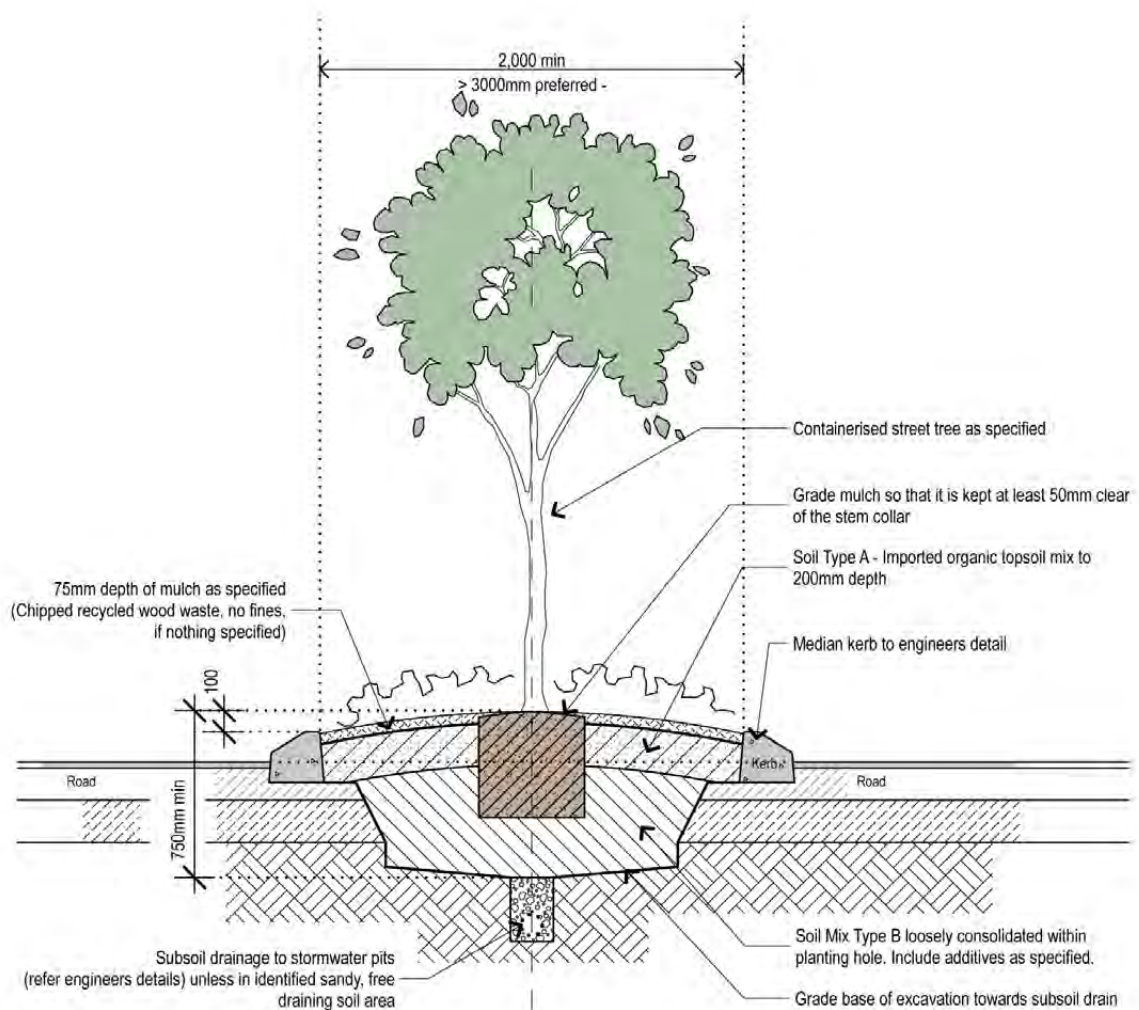 2,000 min
> 3000mm preferred -
Containerised street tree as specified
Grade mulch so that it is kept at least 50mm clear
of the stem collar
Soil Type A - Imported organic topsoil mix to
200mm depth
75mm depth of mulch as specified
(Chipped recycled wood waste, no fines,
if nothing specified)
Median kerb to engineers detail
100
Kerb
Road
Road
750mm min
Subsoil drainage to stormwater pits
(refer engineers details) unless in identified sandy, free
draining soil area
Soil Mix Type B loosely consolidated within
planting hole. Include additives as specified.
Grade base of excavation towards subsoil drain